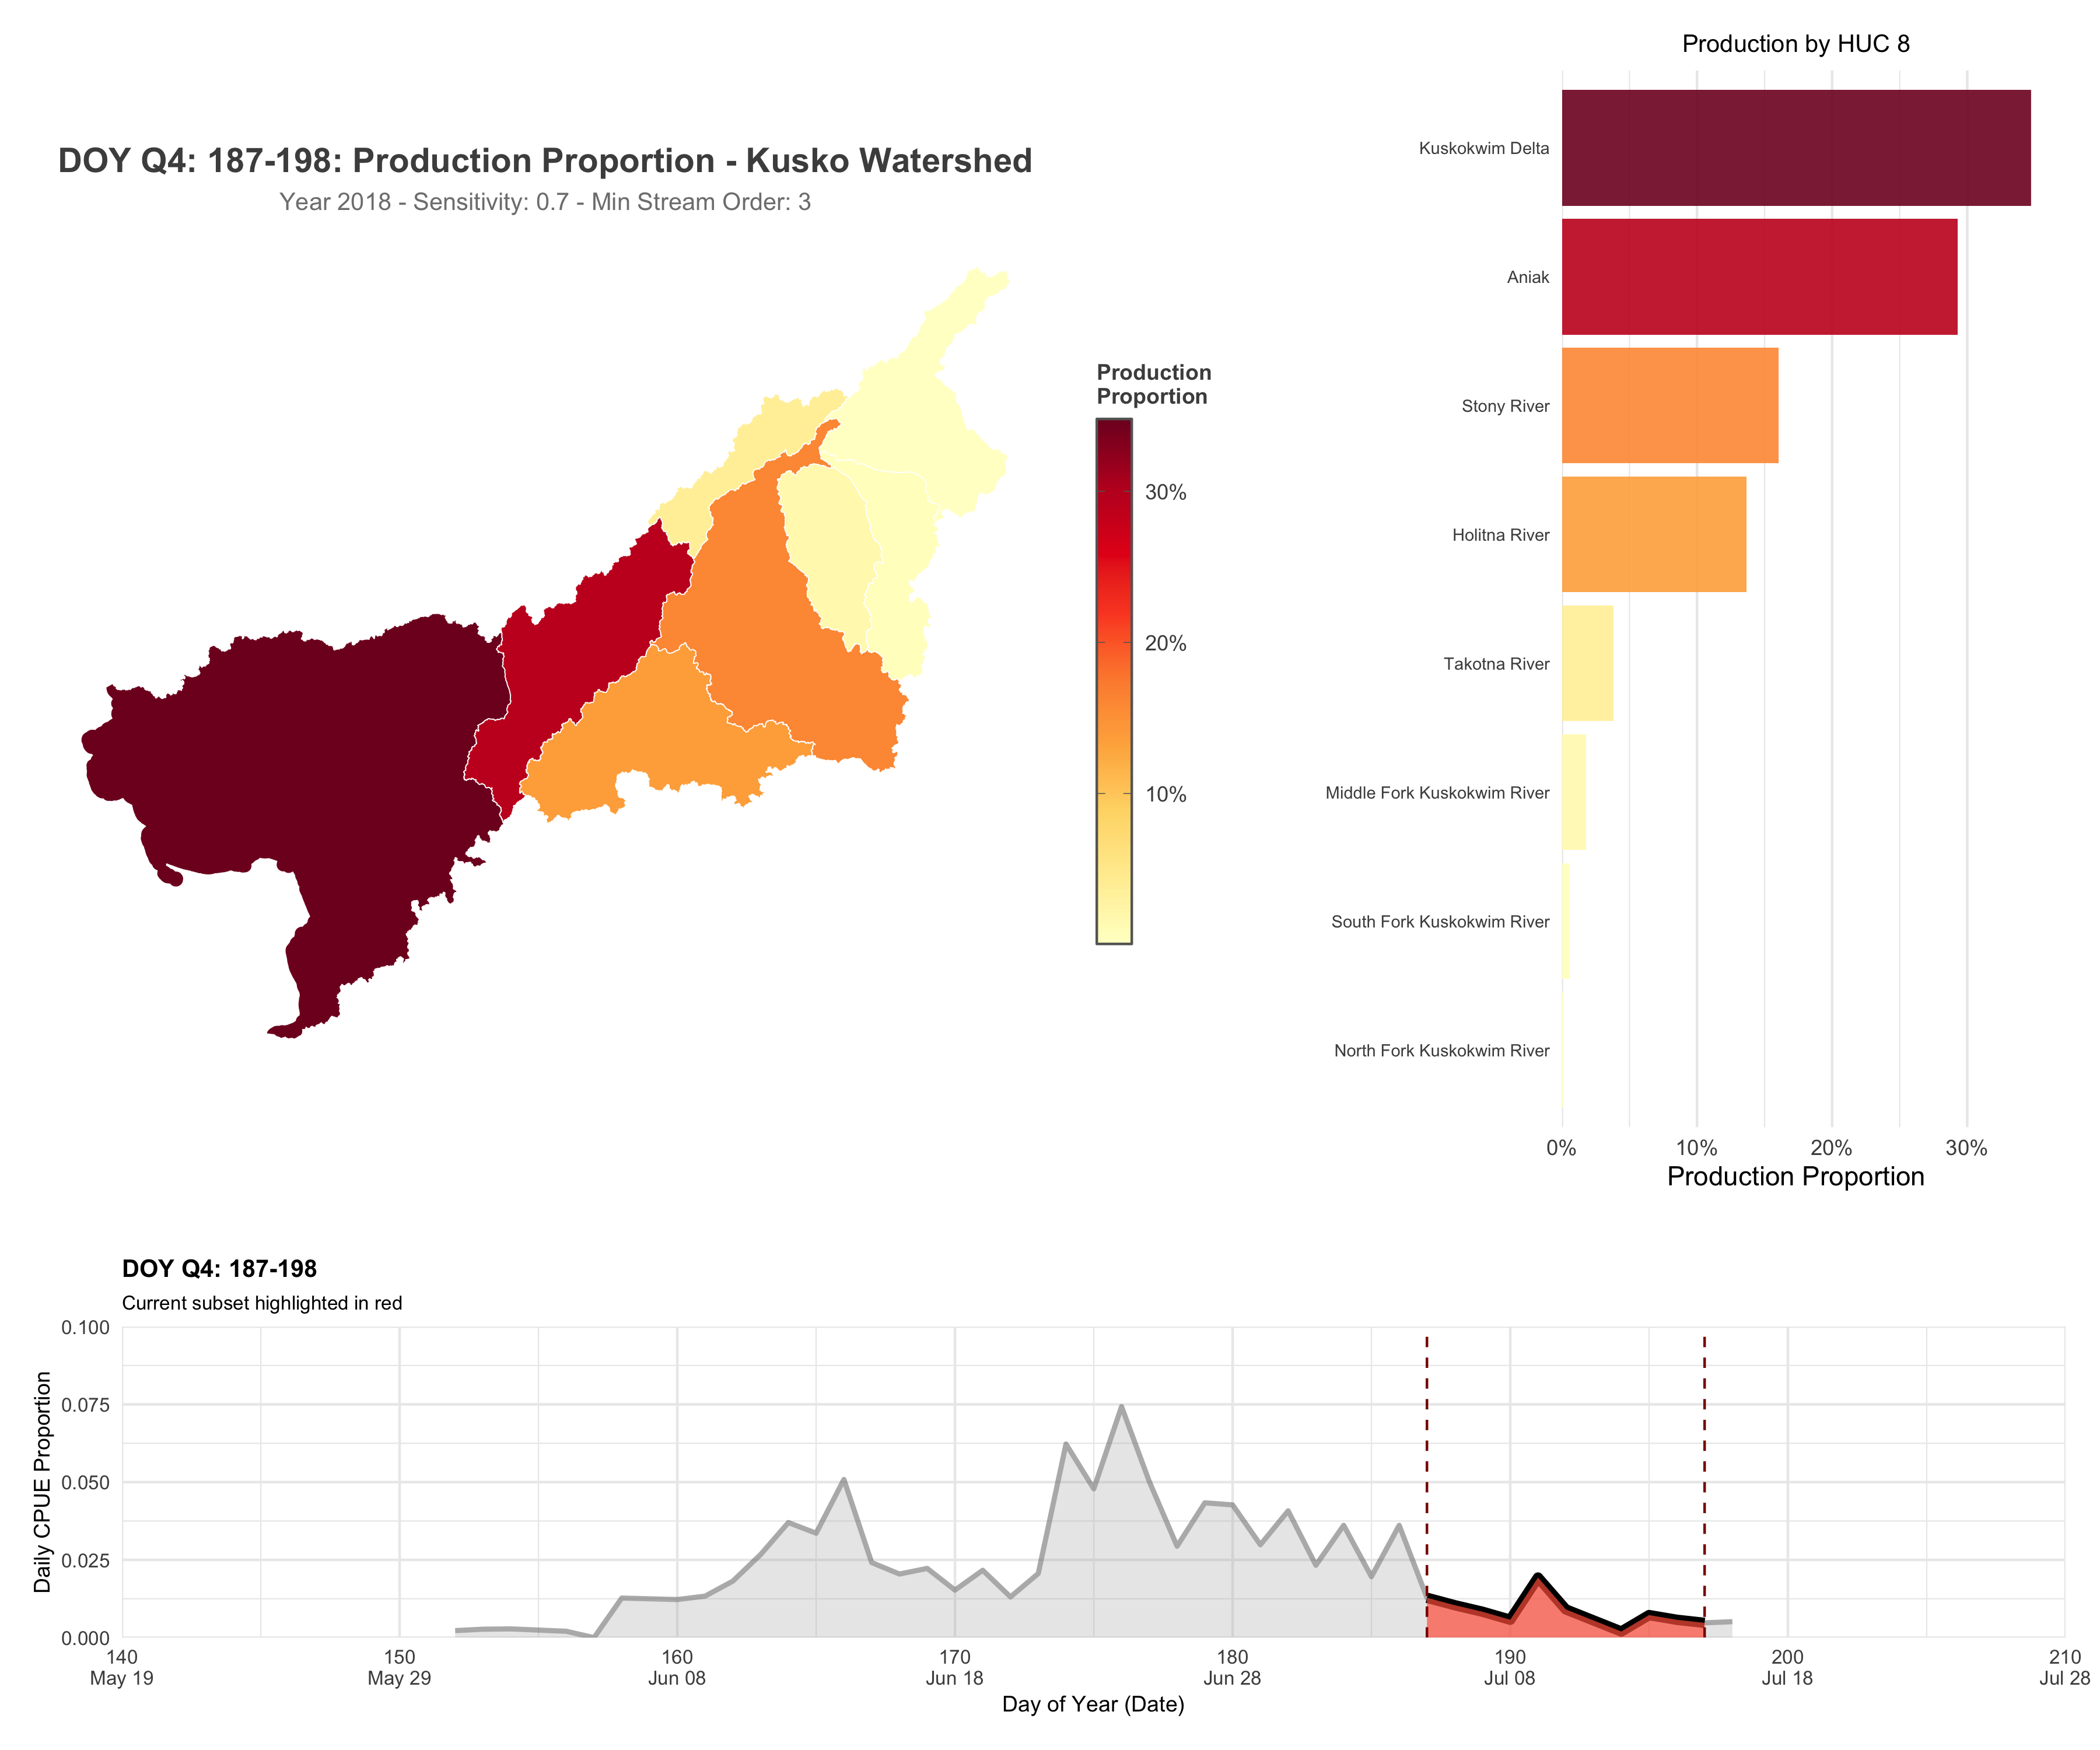 Production by HUC 8
DOY Q4: 187-198: Production Proportion - Kusko Watershed
Year 2018 - Sensitivity: 0.7 - Min Stream Order: 3
Production
Proportion
30%
20%
10%
Kuskokwim Delta
Aniak
Stony River
Holitna River
Takotna River
Middle Fork Kuskokwim River
South Fork Kuskokwim River
North Fork Kuskokwim River
0% 10% 20% 30%
Production Proportion
DOY Q4: 187-198
Current subset highlighted in red
Daily CPUE Proportion
0.100
0.075
0.050
0.025
0.000
140 150 160 170 180 190 200 210
May 19 May 29 Jun 08 Jun 18 Jun 28 Jul 08 Jul 18 Jul 28
Day of Year (Date)